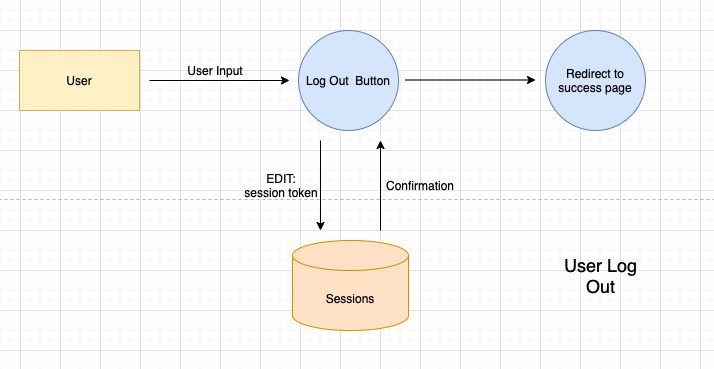 User
User Input
Log Out  Button
Redirect to
success page
EDIT:
session token
Confirmation
Sessions
User Log
Out